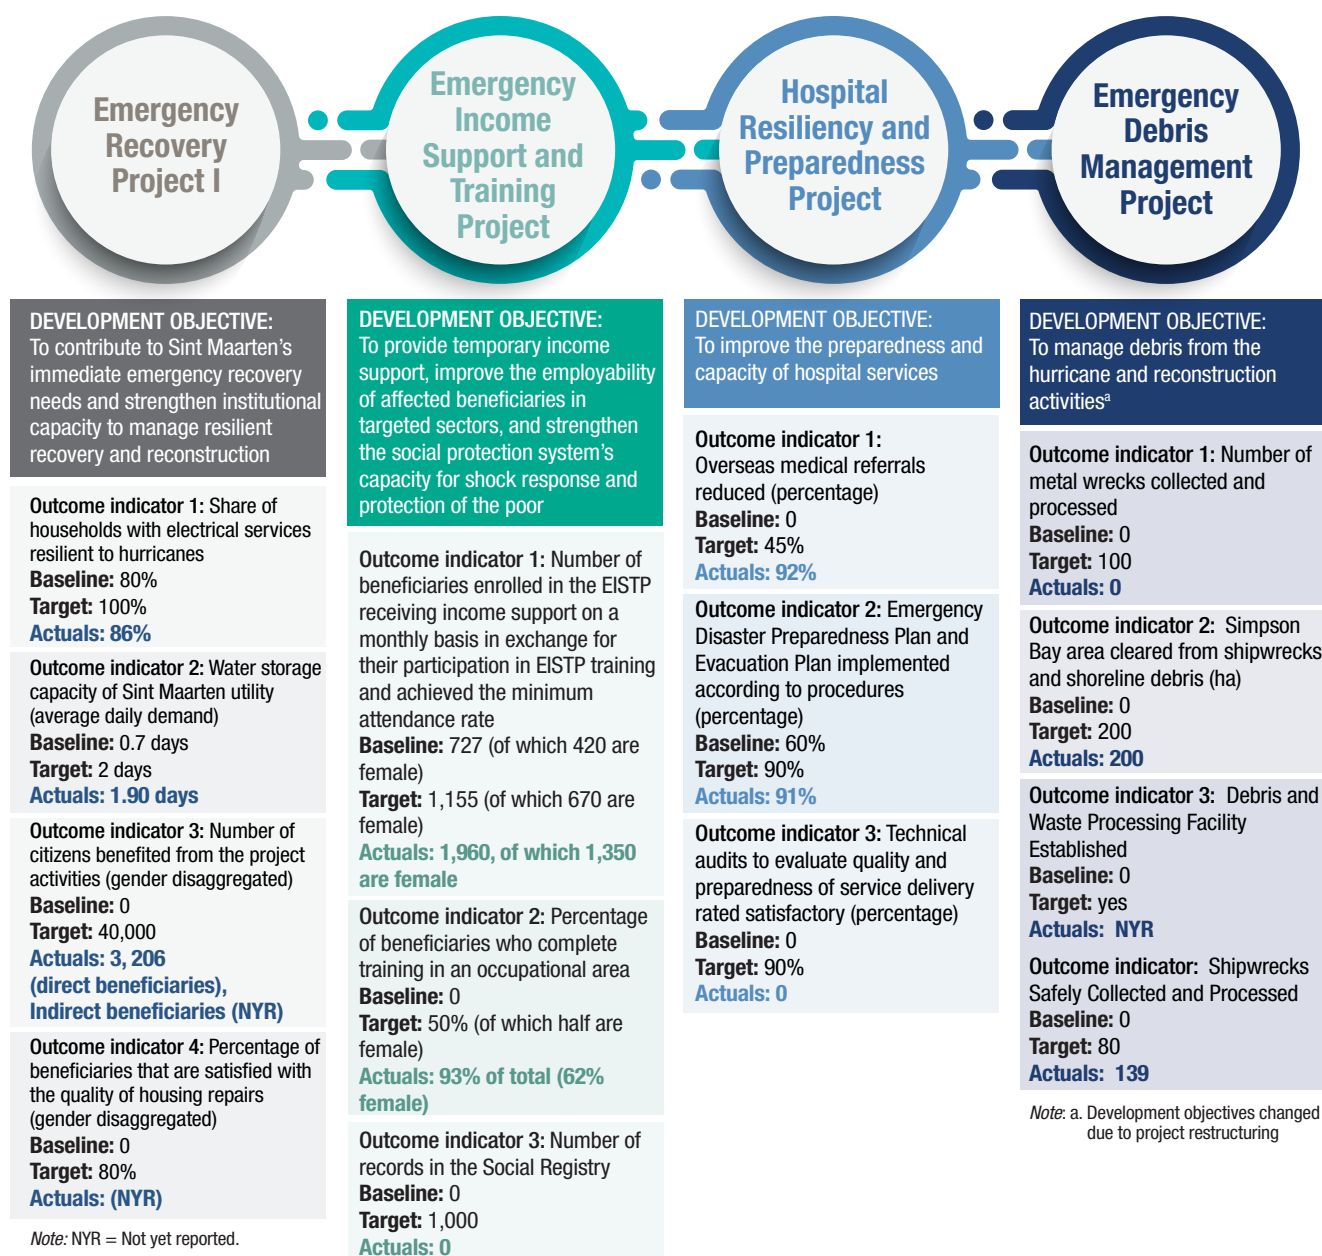 Emergency
Recovery
Project I
Emergency
Income
Support and
Training
Project
Hospital
Resiliency and
Preparedness
Project
Emergency
Debris
Management
Project
DEVELOPMENT OBJECTIVE:
To contribute to Sint Maarten’s
immediate emergency recovery
needs and strengthen institutional
capacity to manage resilient
recovery and reconstruction
Outcome indicator 1: Share of
households with electrical services
resilient to hurricanes
Baseline: 80%
Target: 100%
Actuals: 86%
Outcome indicator 2: Water storage
capacity of Sint Maarten utility
(average daily demand)
Baseline: 0.7 days
Target: 2 days
Actuals: 1.90 days
Outcome indicator 3: Number of
citizens benefited from the project
activities (gender disaggregated)
Baseline: 0
Target: 40,000
Actuals: 3, 206
(direct beneficiaries),
Indirect beneficiaries (NYR)
Outcome indicator 4: Percentage of
beneficiaries that are satisfied with
the quality of housing repairs
(gender disaggregated)
Baseline: 0
Target: 80%
Actuals: (NYR)
Note: NYR = Not yet reported.
DEVELOPMENT OBJECTIVE:
To provide temporary income
support, improve the employability
of affected beneficiaries in
targeted sectors, and strengthen
the social protection system’s
capacity for shock response and
protection of the poor
Outcome indicator 1: Number of
beneficiaries enrolled in the EISTP
receiving income support on a
monthly basis in exchange for
their participation in EISTP training
and achieved the minimum
attendance rate
Baseline: 727 (of which 420 are
female)
Target: 1,155 (of which 670 are
female)
Actuals: 1,960, of which 1,350
are female
Outcome indicator 2: Percentage
of beneficiaries who complete
training in an occupational area
Baseline: 0
Target: 50% (of which half are
female)
Actuals: 93% of total (62%
female)
Outcome indicator 3: Number of
records in the Social Registry
Baseline: 0
Target: 1,000
Actuals: 0
DEVELOPMENT OBJECTIVE:
To improve the preparedness and
capacity of hospital services
Outcome indicator 1:
Overseas medical referrals
reduced (percentage)
Baseline: 0
Target: 45%
Actuals: 92%
Outcome indicator 2: Emergency
Disaster Preparedness Plan and
Evacuation Plan implemented
according to procedures
(percentage)
Baseline: 60%
Target: 90%
Actuals: 91%
Outcome indicator 3: Technical
audits to evaluate quality and
preparedness of service delivery
rated satisfactory (percentage)
Baseline: 0
Target: 90%
Actuals: 0
DEVELOPMENT OBJECTIVE:
To manage debris from the
hurricane and reconstruction
activitiesa
Outcome indicator 1: Number of
metal wrecks collected and
processed
Baseline: 0
Target: 100
Actuals: 0
Outcome indicator 2: Simpson
Bay area cleared from shipwrecks
and shoreline debris (ha)
Baseline: 0
Target: 200
Actuals: 200
Outcome indicator 3: Debris and
Waste Processing Facility
Established
Baseline: 0
Target: yes
Actuals: NYR
Outcome indicator: Shipwrecks
Safely Collected and Processed
Baseline: 0
Target: 80
Actuals: 139
Note: a. Development objectives changed
due to project restructuring